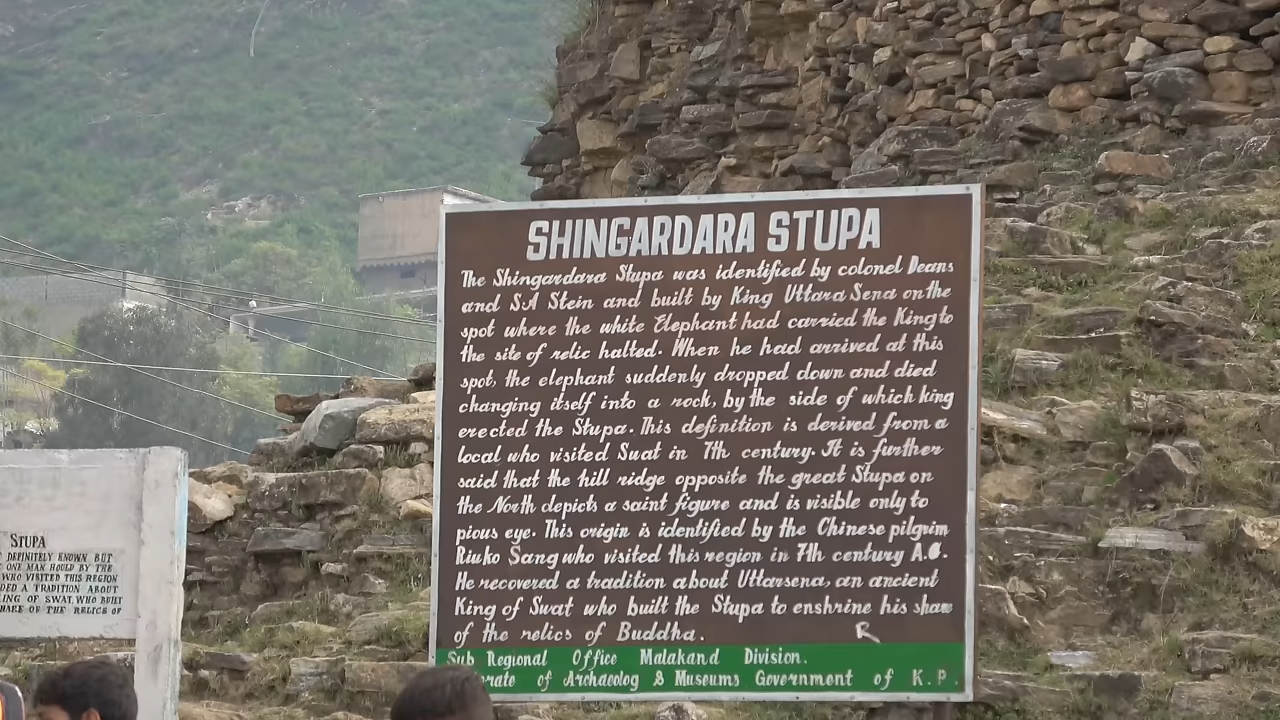 SHINGARDARA STUPA
The Shingardara Stupa was identified by colonel Deans
and S.A Stein and built by King Uttara Sena on the
spot where the white Elephant had carried the King to
the site of relic halted. When he had arrived at this
spot, the elephant suddenly dropped down and died
changing itself into a rock, by the side of which king
erected the Stupa. This definition is derived from a
local who visited Suat in 7th century. It is further
said that the hill ridge opposite the great Stupa on
the North depicts a saint figure and is visible only to
pious eye. This origin is identified by the Chinese pilgrim
Riuko Sang who visited this region in 7th century A.C.
He recovered a tradition about Uttarsena, an ancient
King of Swat who built the Stupa to enshrine his share
of the relics of Buddha.
Sub Regional Office Malakand Division.
rate of Archaeolog & Museums Government of K.P.
STUPA
DEFINITELY KNOWN BUT
ONE MAN HOULD BY THE
WHO VISITED THIS REGION
DED A TRADITION ABOUT
ING OF SWAT, WHO BUILT
HARE OF THE RELICS OF